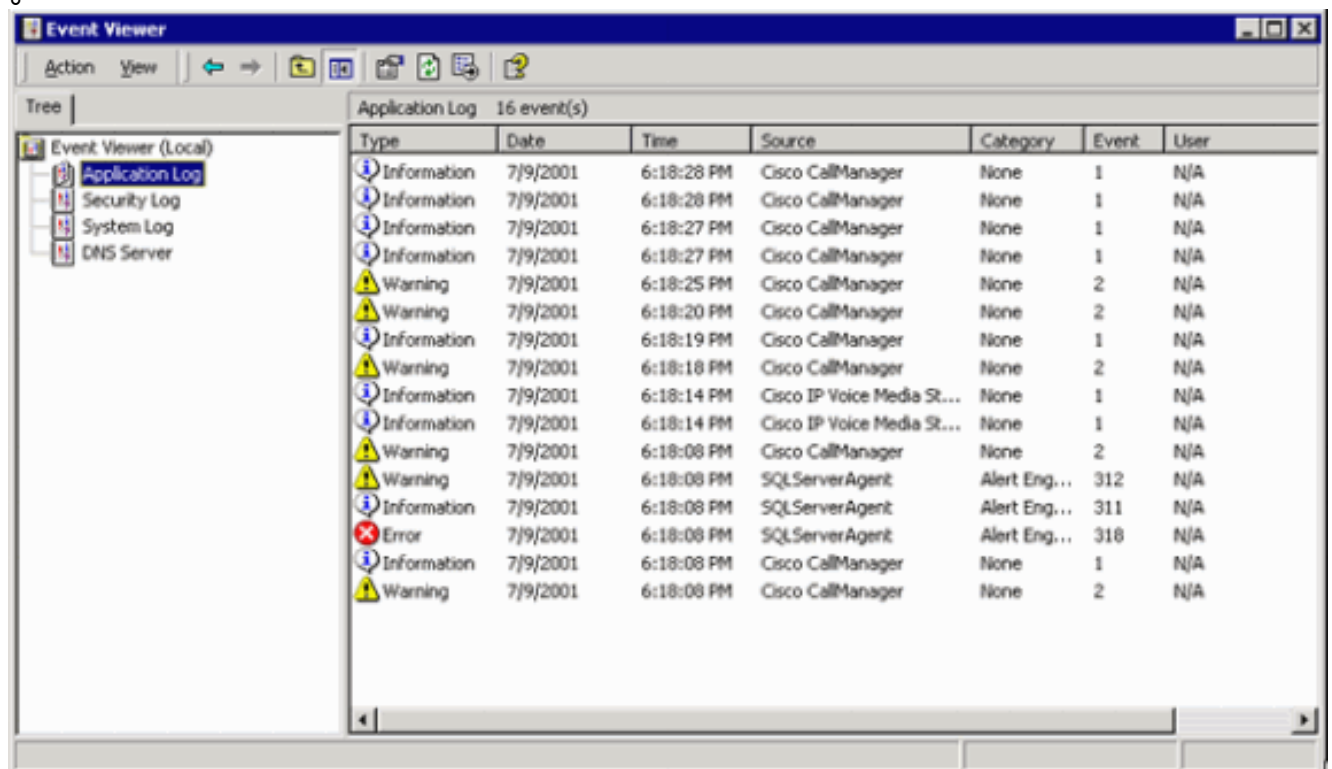 Event Viewer
Action View
Tree
Application Log 16 event(s)
Event Viewer (Local)
Application Log
Security Log
System Log
DNS Server
Type Date Time Source Category Event User
Information 7/9/2001 6:18:28 PM Cisco CallManager None 1 N/A
Information 7/9/2001 6:18:28 PM Cisco CallManager None 1 N/A
Information 7/9/2001 6:18:27 PM Cisco CallManager None 1 N/A
Information 7/9/2001 6:18:27 PM Cisco CallManager None 1 N/A
Warning 7/9/2001 6:18:25 PM Cisco CallManager None 2 N/A
Warning 7/9/2001 6:18:20 PM Cisco CallManager None 2 N/A
Information 7/9/2001 6:18:19 PM Cisco CallManager None 1 N/A
Warning 7/9/2001 6:18:18 PM Cisco CallManager None 2 N/A
Information 7/9/2001 6:18:14 PM Cisco IP Voice Media St... None 1 N/A
Information 7/9/2001 6:18:14 PM Cisco IP Voice Media St... None 1 N/A
Warning 7/9/2001 6:18:08 PM Cisco CallManager None 2 N/A
Warning 7/9/2001 6:18:08 PM SQLServerAgent Alert Eng... 312 N/A
Information 7/9/2001 6:18:08 PM SQLServerAgent Alert Eng... 311 N/A
Error 7/9/2001 6:18:08 PM SQLServerAgent Alert Eng... 318 N/A
Information 7/9/2001 6:18:08 PM Cisco CallManager None 1 N/A
Warning 7/9/2001 6:18:08 PM Cisco CallManager None 2 N/A